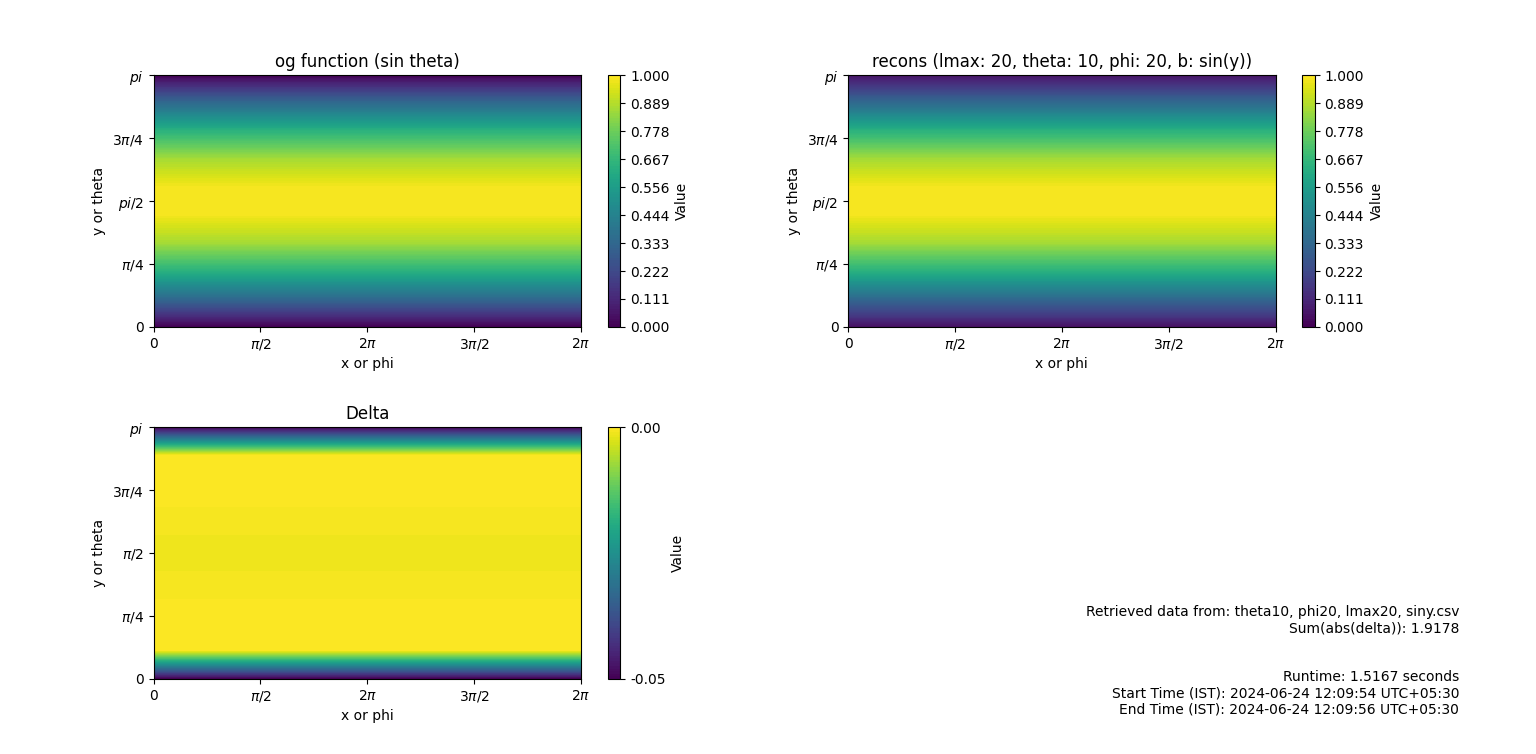 og function (sin theta)
pi
3π/4
pi/2
π/4
0
y or theta
0 π/2 2π 3π/2 2π
x or phi
1.000
0.889
0.778
0.667
0.556
0.444
0.333
0.222
0.111
0.000
Value
recons (lmax: 20, theta: 10, phi: 20, b: sin(y))
pi
3π/4
pi/2
π/4
0
y or theta
0 π/2 2π 3π/2 2π
x or phi
1.000
0.889
0.778
0.667
0.556
0.444
0.333
0.222
0.111
0.000
Value
Delta
pi
3π/4
π/2
π/4
0
y or theta
0 π/2 2π 3π/2 2π
x or phi
0.00
-0.05
Value
Retrieved data from: theta10, phi20, lmax20, siny.csv
Sum(abs(delta)): 1.9178
Runtime: 1.5167 seconds
Start Time (IST): 2024-06-24 12:09:54 UTC+05:30
End Time (IST): 2024-06-24 12:09:56 UTC+05:30